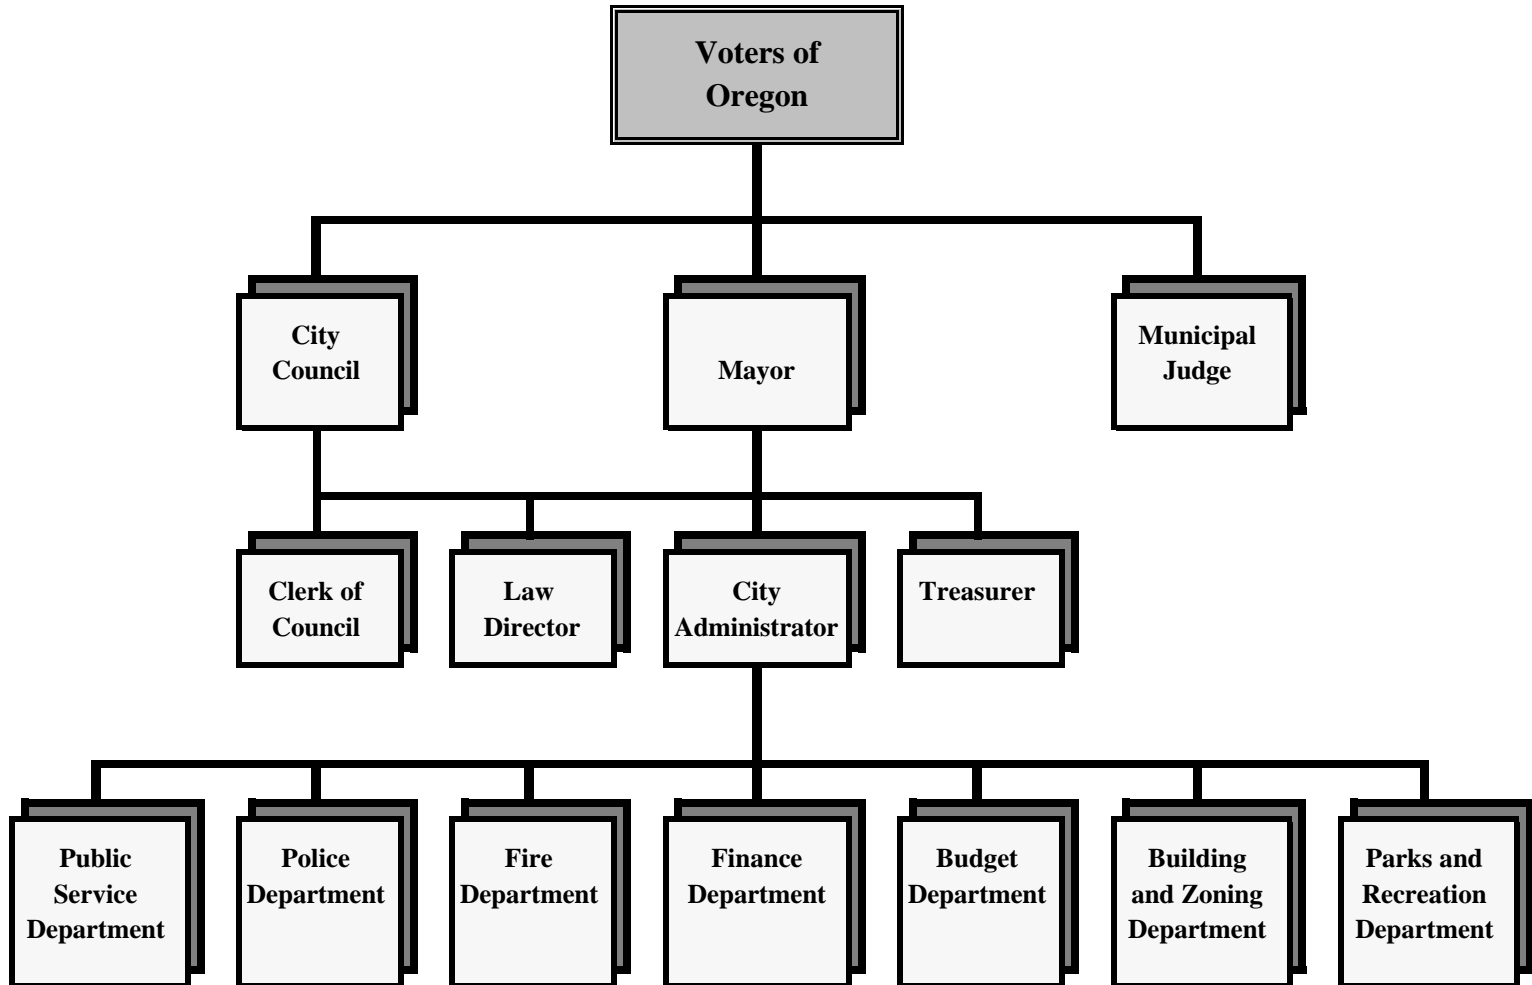 Voters of
Oregon
City
Council
Mayor
Municipal
Judge
Clerk of
Council
Law
Director
City
Administrator
Treasurer
Public
Service
Department
Police
Department
Fire
Department
Finance
Department
Budget
Department
Building
and Zoning
Department
Parks and
Recreation
Department